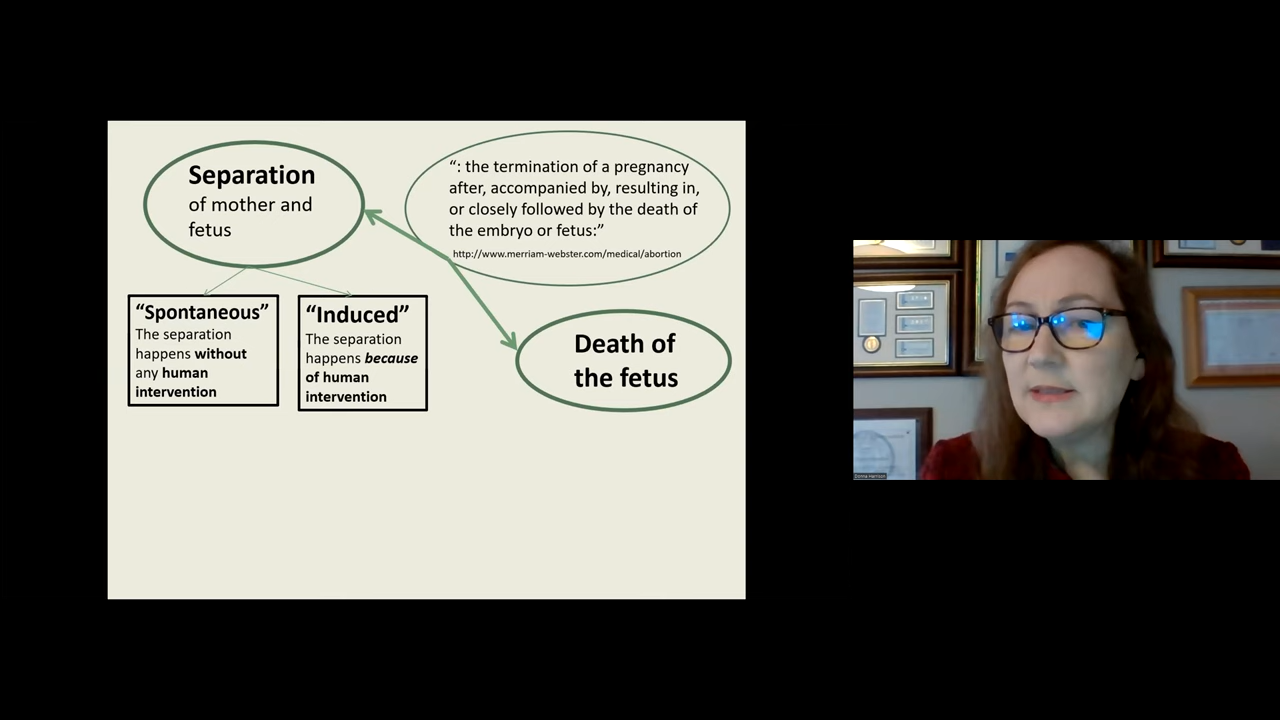 Separation
of mother and
fetus
“: the termination of a pregnancy
after, accompanied by, resulting in,
or closely followed by the death of
the embryo or fetus:”
http://www.merriam-webster.com/medical/abortion
“Spontaneous”
The separation
happens without
any human
intervention
“Induced”
The separation
happens because
of human
intervention
Death of
the fetus